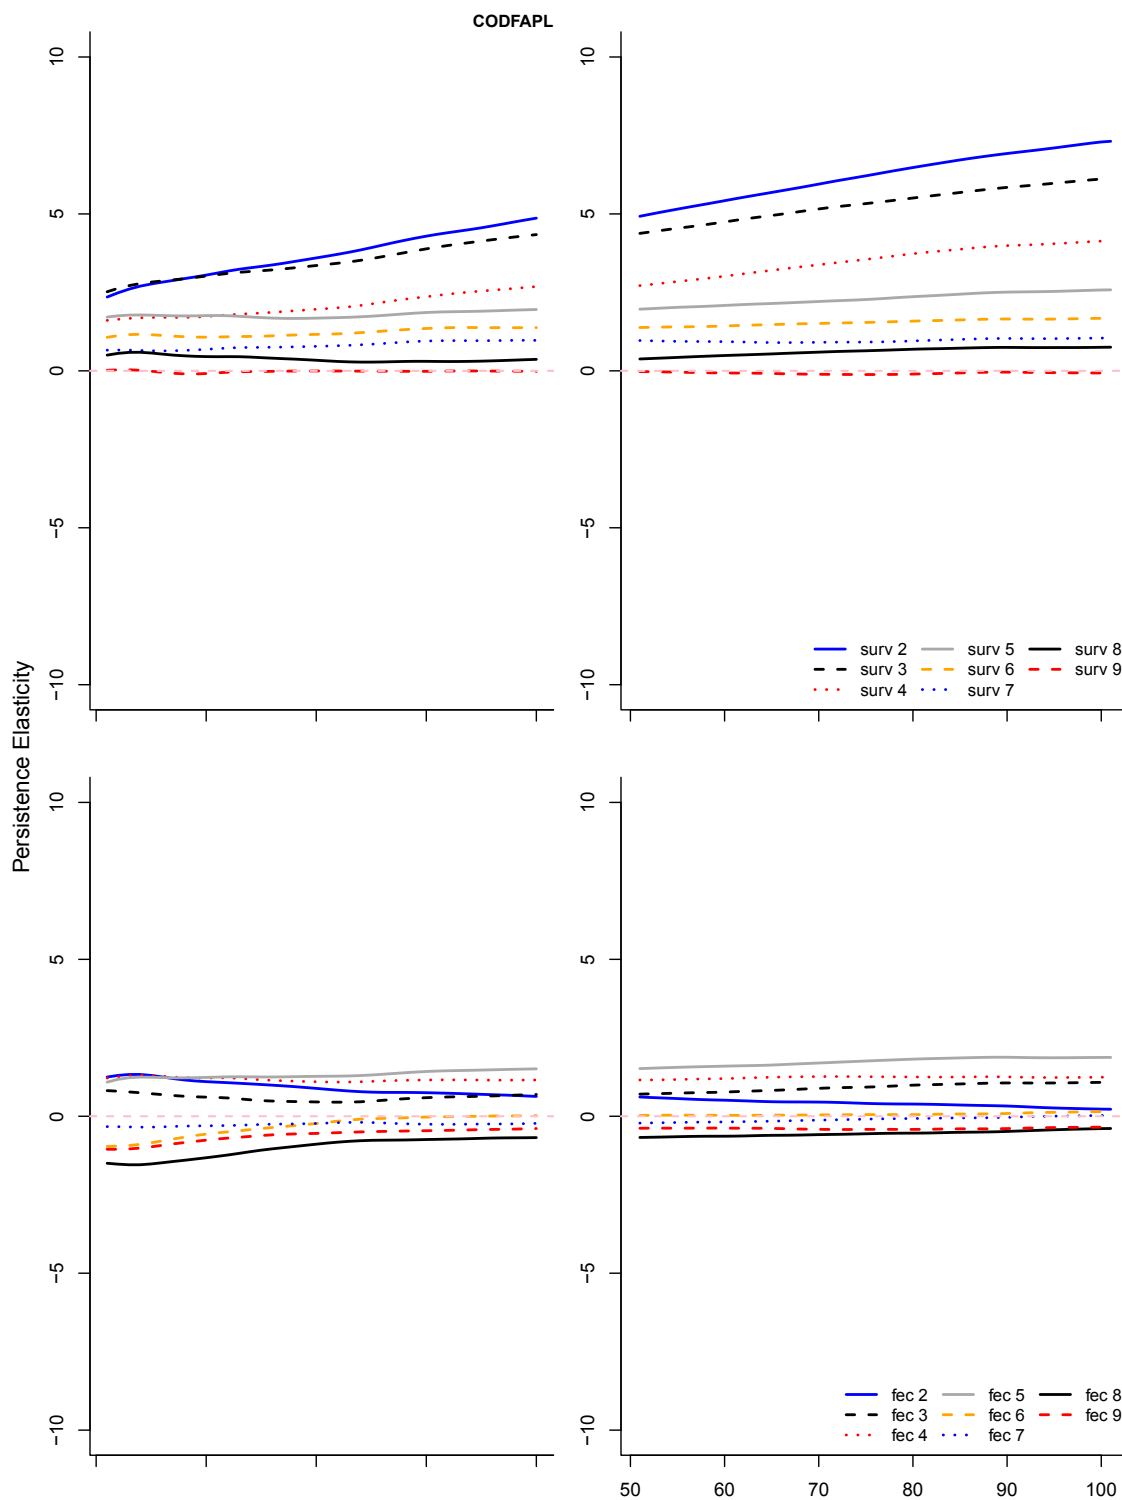 CODFAPL
10
10
5
5
0
0
−5
−5
−10
−10
surv 2 surv 5 surv 8
surv 3 surv 6 surv 9
surv 4 surv 7
Persistence Elasticity
10
10
5
5
0
0
−5
−5
−10
−10
fec 2 fec 5 fec 8
fec 3 fec 6 fec 9
fec 4 fec 7
50 60 70 80 90 100